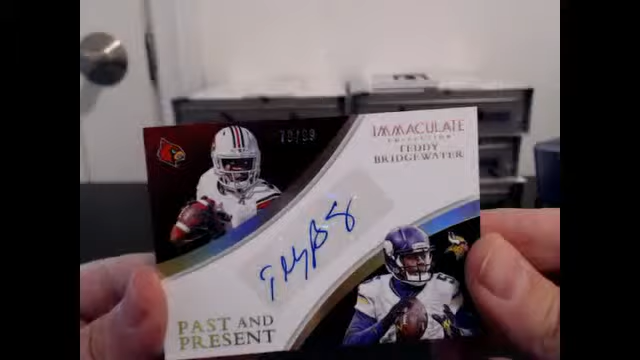 IMMACULATE
COLLECTION
TEDDY
BRIDGEWATER
PAST AND
PRESENT